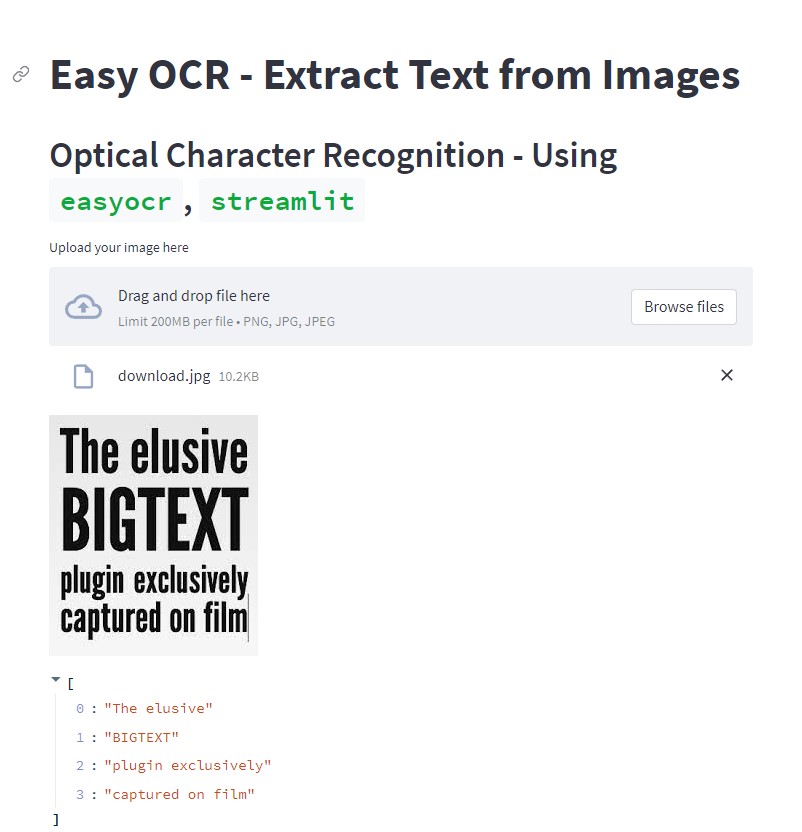 Easy OCR - Extract Text from Images
Optical Character Recognition - Using
easyocr , streamlit
Upload your image here
Drag and drop file here
Limit 200MB per file • PNG, JPG, JPEG
Browse files
download.jpg 10.2KB
The elusive
BIGTEXT
plugin exclusively
captured on film
[
0 : "The elusive"
1 : "BIGTEXT"
2 : "plugin exclusively"
3 : "captured on film"
]